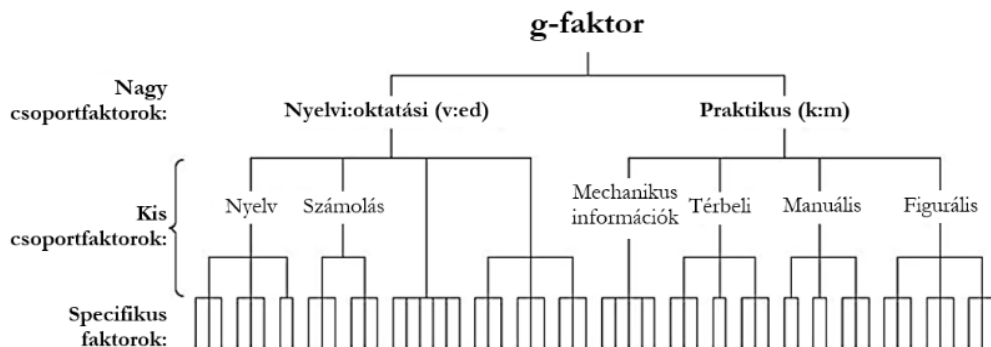 g-faktor
Nagy
csoportfaktorok:
Nyelvi:oktatási (v:ed)
Praktikus (k:m)
Kis
csoportfaktorok:
Nyelv
Számolás
Mechanikus
információk
Térbeli
Manuális
Figurális
Specifikus
faktorok: